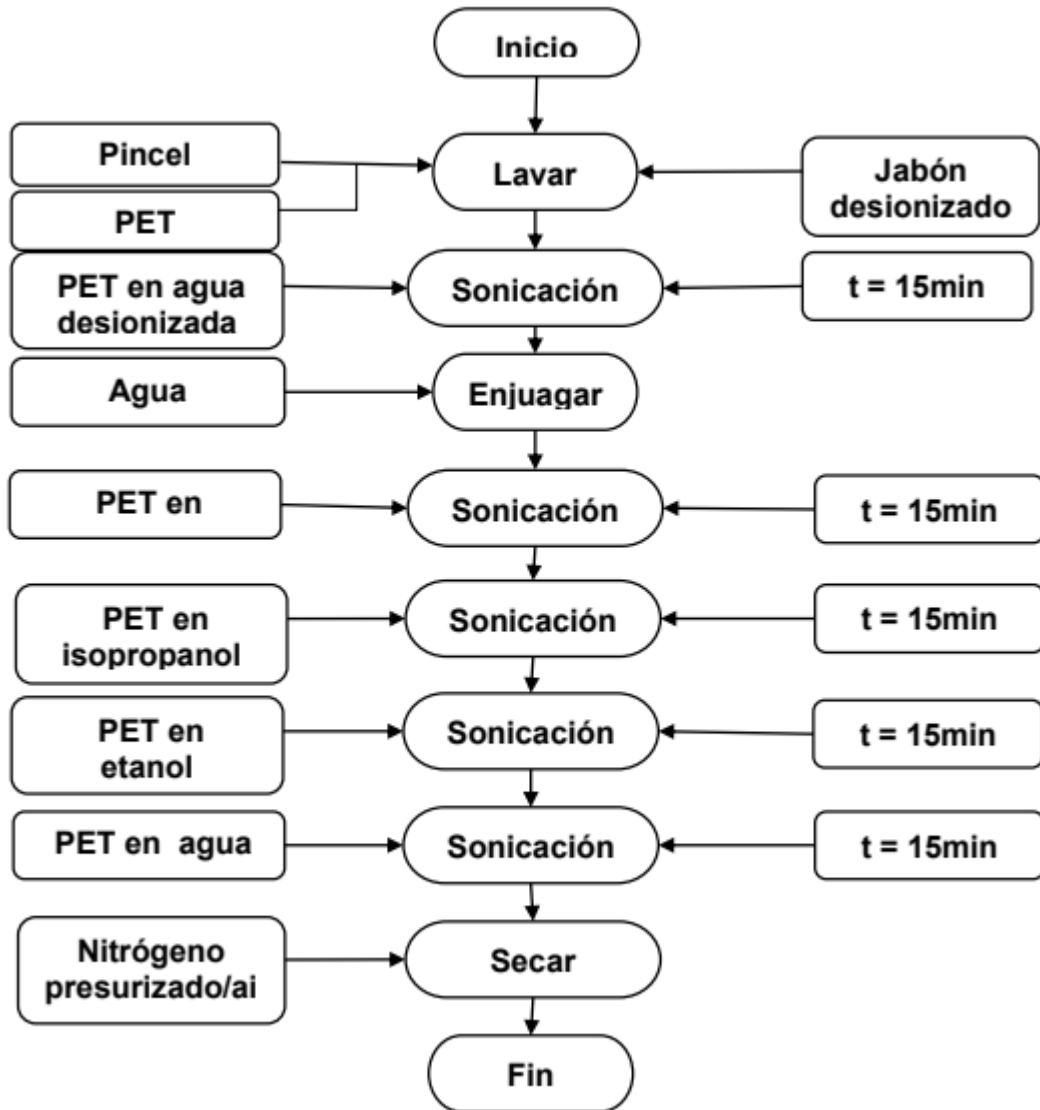 Inicio
Pincel
PET
Lavar
Jabón
desionizado
PET en agua
desionizada
Sonicación
t = 15min
Agua
Enjuagar
PET en
Sonicación
t = 15min
PET en
isopropanol
Sonicación
t = 15min
PET en
etanol
Sonicación
t = 15min
PET en agua
Sonicación
t = 15min
Nitrógeno
presurizado/ai
Secar
Fin